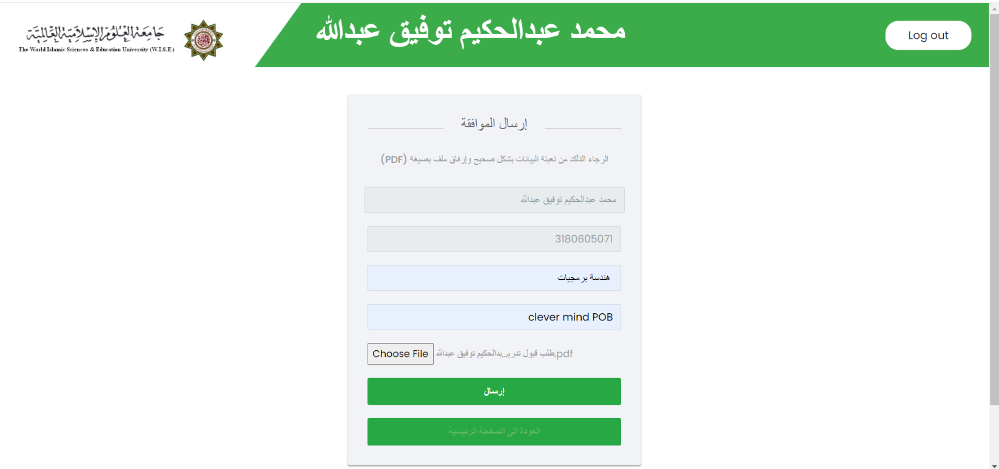 جامعة العلوم الإسلامية العالمية
The World Islamic Sciences & Education University (W.I.S.E.)
محمد عبدالحكيم توفيق عبدالله
Log out
إرسال الموافقة
الرجاء التأكد من تعبئة البيانات بشكل صحيح وإرفاق ملف بصيغة (PDF)
محمد عبدالحكيم توفيق عبدالله
3180605071
هندسة برمجيات
clever mind POB
Choose File طلب قبول تدري...بدالحكيم توفيق عبدالله.pdf
إرسال
العودة الى الصفحة الرئيسية